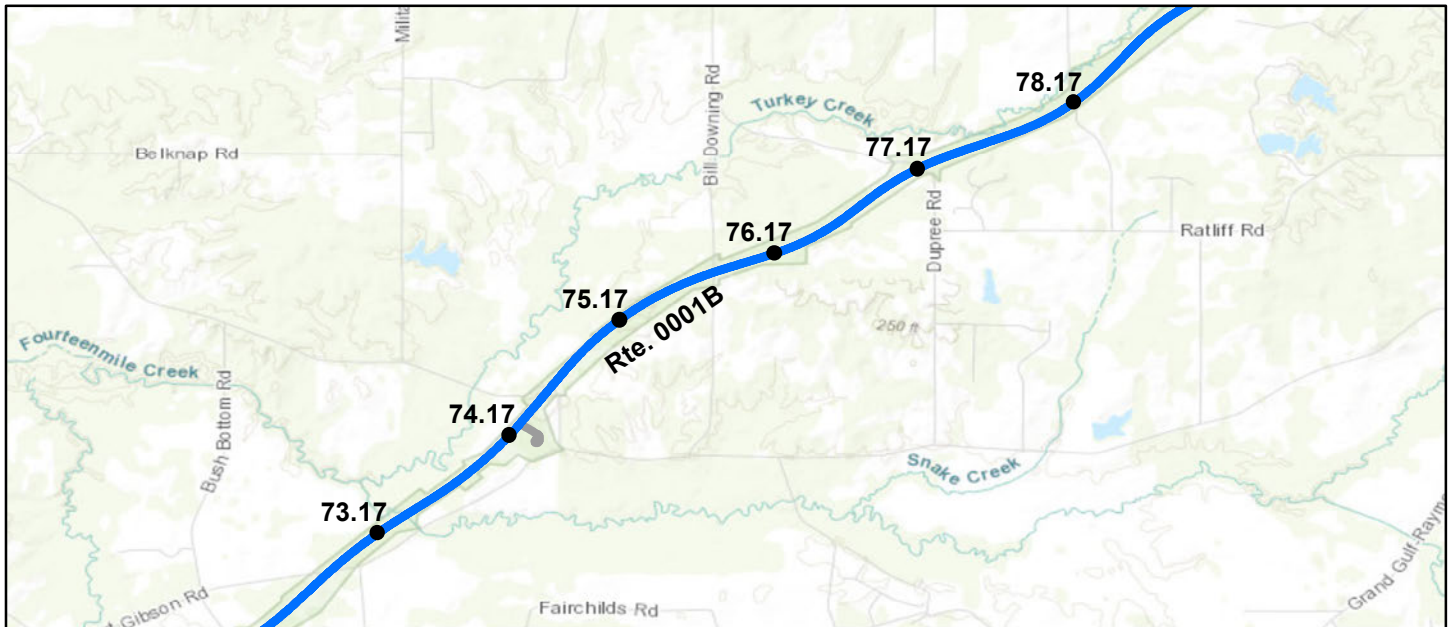 Milita
78.17
Bill Downing Rd
Turkey Creek
77.17
Belknap Rd
Dupree Rd
Ratliff Rd
76.17
75.17
Rte. 0001B
250 ft
Fourteenmile Creek
Bush Bottom Rd
74.17
Snake Creek
73.17
Grand Gulf-Raym
Gibson Rd
Fairchilds Rd